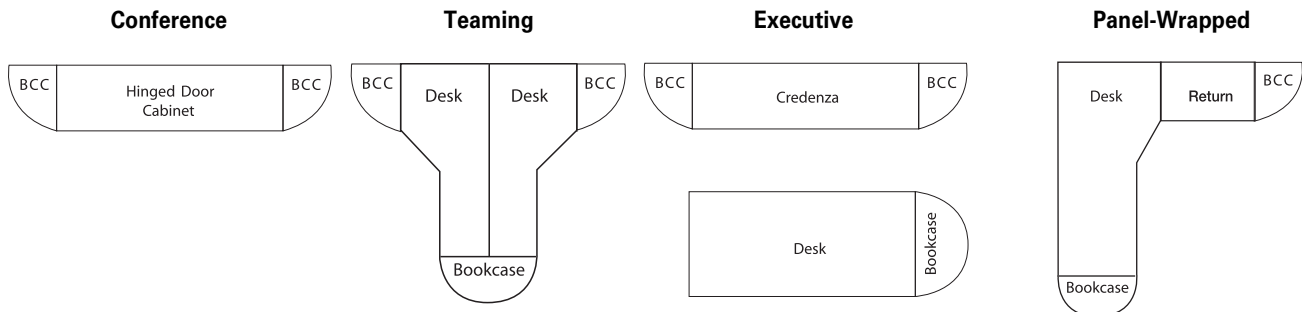 Conference
BCC
Hinged Door
Cabinet
BCC
Teaming
BCC
Desk
Desk
BCC
Bookcase
Executive
BCC
Credenza
BCC
Desk
Bookcase
Panel-Wrapped
Desk
Return
BCC
Bookcase